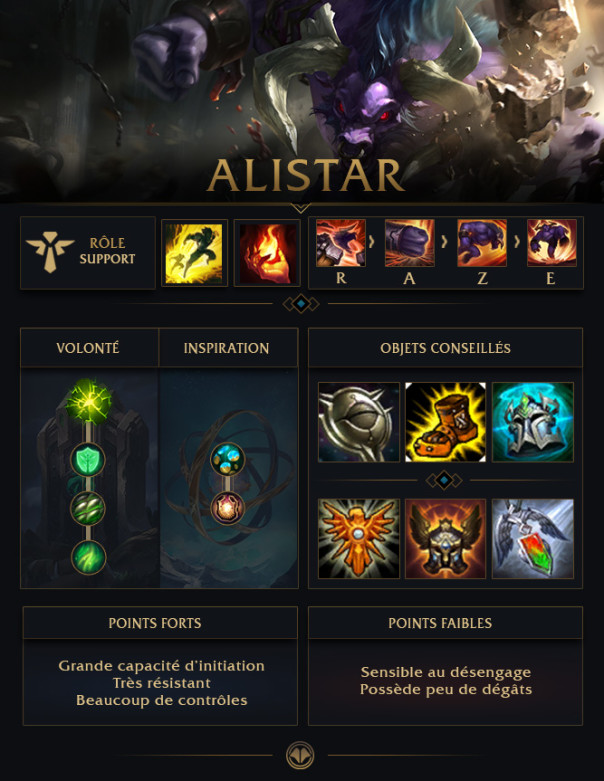 ALISTAR
RÔLE
SUPPORT
R
A
Z
E
VOLONTÉ
INSPIRATION
OBJETS CONSEILLÉS
POINTS FORTS
Grande capacité d'initiation
Très résistant
Beaucoup de contrôles
POINTS FAIBLES
Sensible au désengage
Possède peu de dégâts